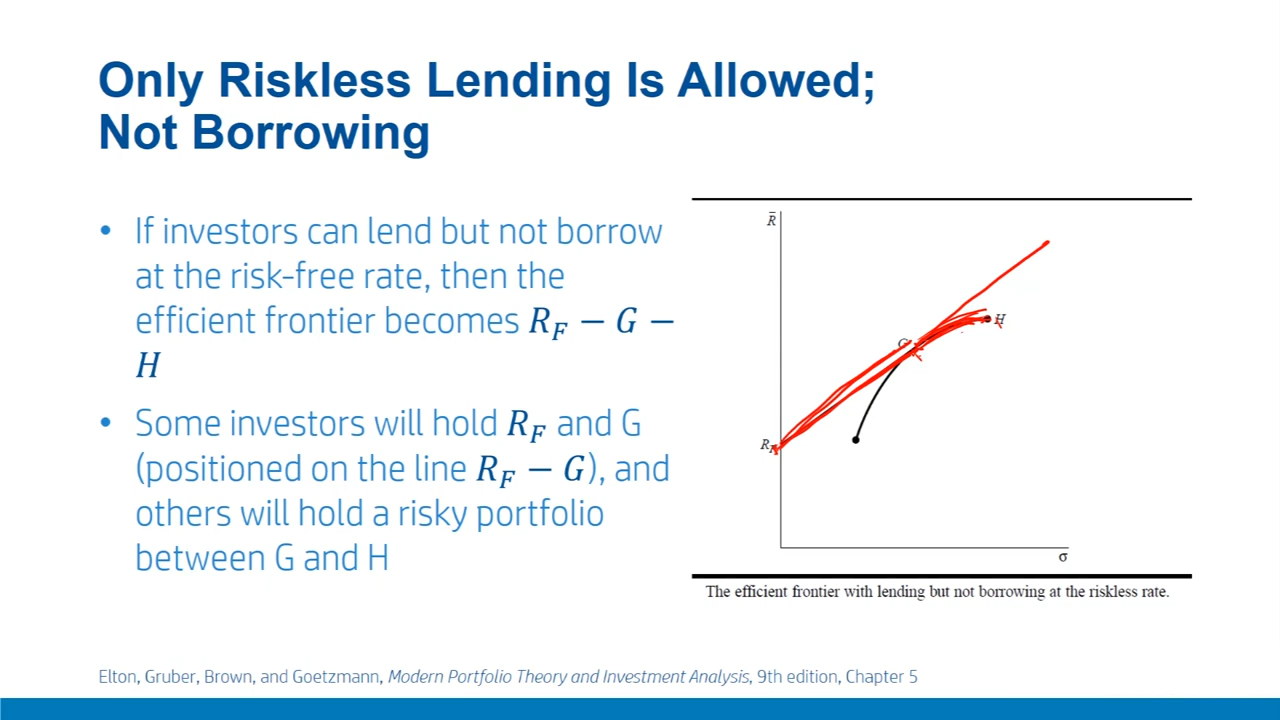 Only Riskless Lending Is Allowed;
Not Borrowing
• If investors can lend but not borrow
at the risk-free rate, then the
efficient frontier becomes R_F − G −
H
• Some investors will hold R_F and G
(positioned on the line R_F − G), and
others will hold a risky portfolio
between G and H
R̄
H
G
R_F
σ
The efficient frontier with lending but not borrowing at the riskless rate.
Elton, Gruber, Brown, and Goetzmann, Modern Portfolio Theory and Investment Analysis, 9th edition, Chapter 5